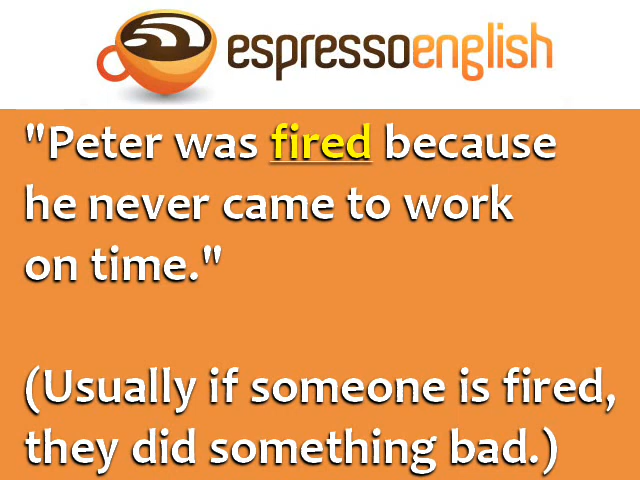 espressoenglish
"Peter was fired because
he never came to work
on time."
(Usually if someone is fired,
they did something bad.)